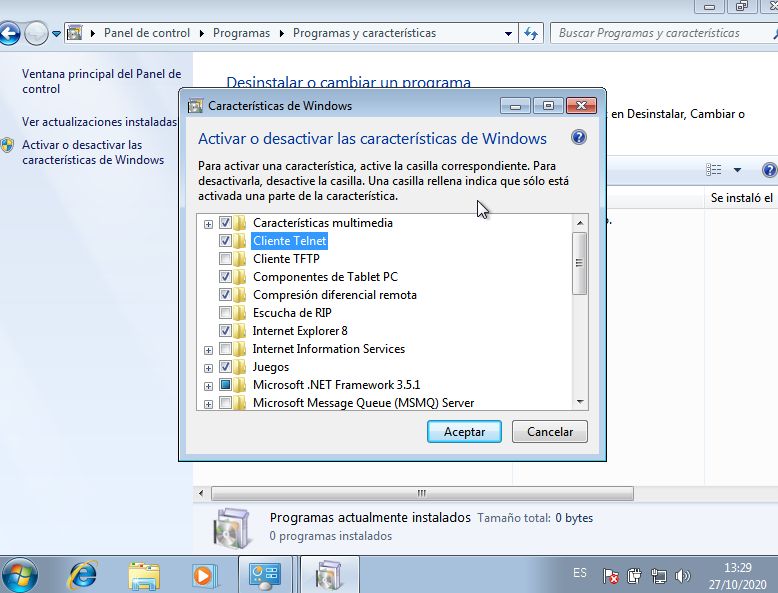 Panel de control
Programas
Programas y características
Buscar Programas y características
Ventana principal del Panel de
control
Ver actualizaciones instaladas
Activar o desactivar las
características de Windows
Desinstalar o cambiar un programa
en Desinstalar, Cambiar o
Se instaló el
Características de Windows
Activar o desactivar las características de Windows
Para activar una característica, active la casilla correspondiente. Para
desactivarla, desactive la casilla. Una casilla rellena indica que sólo está
activada una parte de la característica.
Características multimedia
Cliente Telnet
Cliente TFTP
Componentes de Tablet PC
Compresión diferencial remota
Escucha de RIP
Internet Explorer 8
Internet Information Services
Juegos
Microsoft .NET Framework 3.5.1
Microsoft Message Queue (MSMQ) Server
Aceptar
Cancelar
Programas actualmente instalados Tamaño total: 0 bytes
0 programas instalados
ES
13:29
27/10/2020